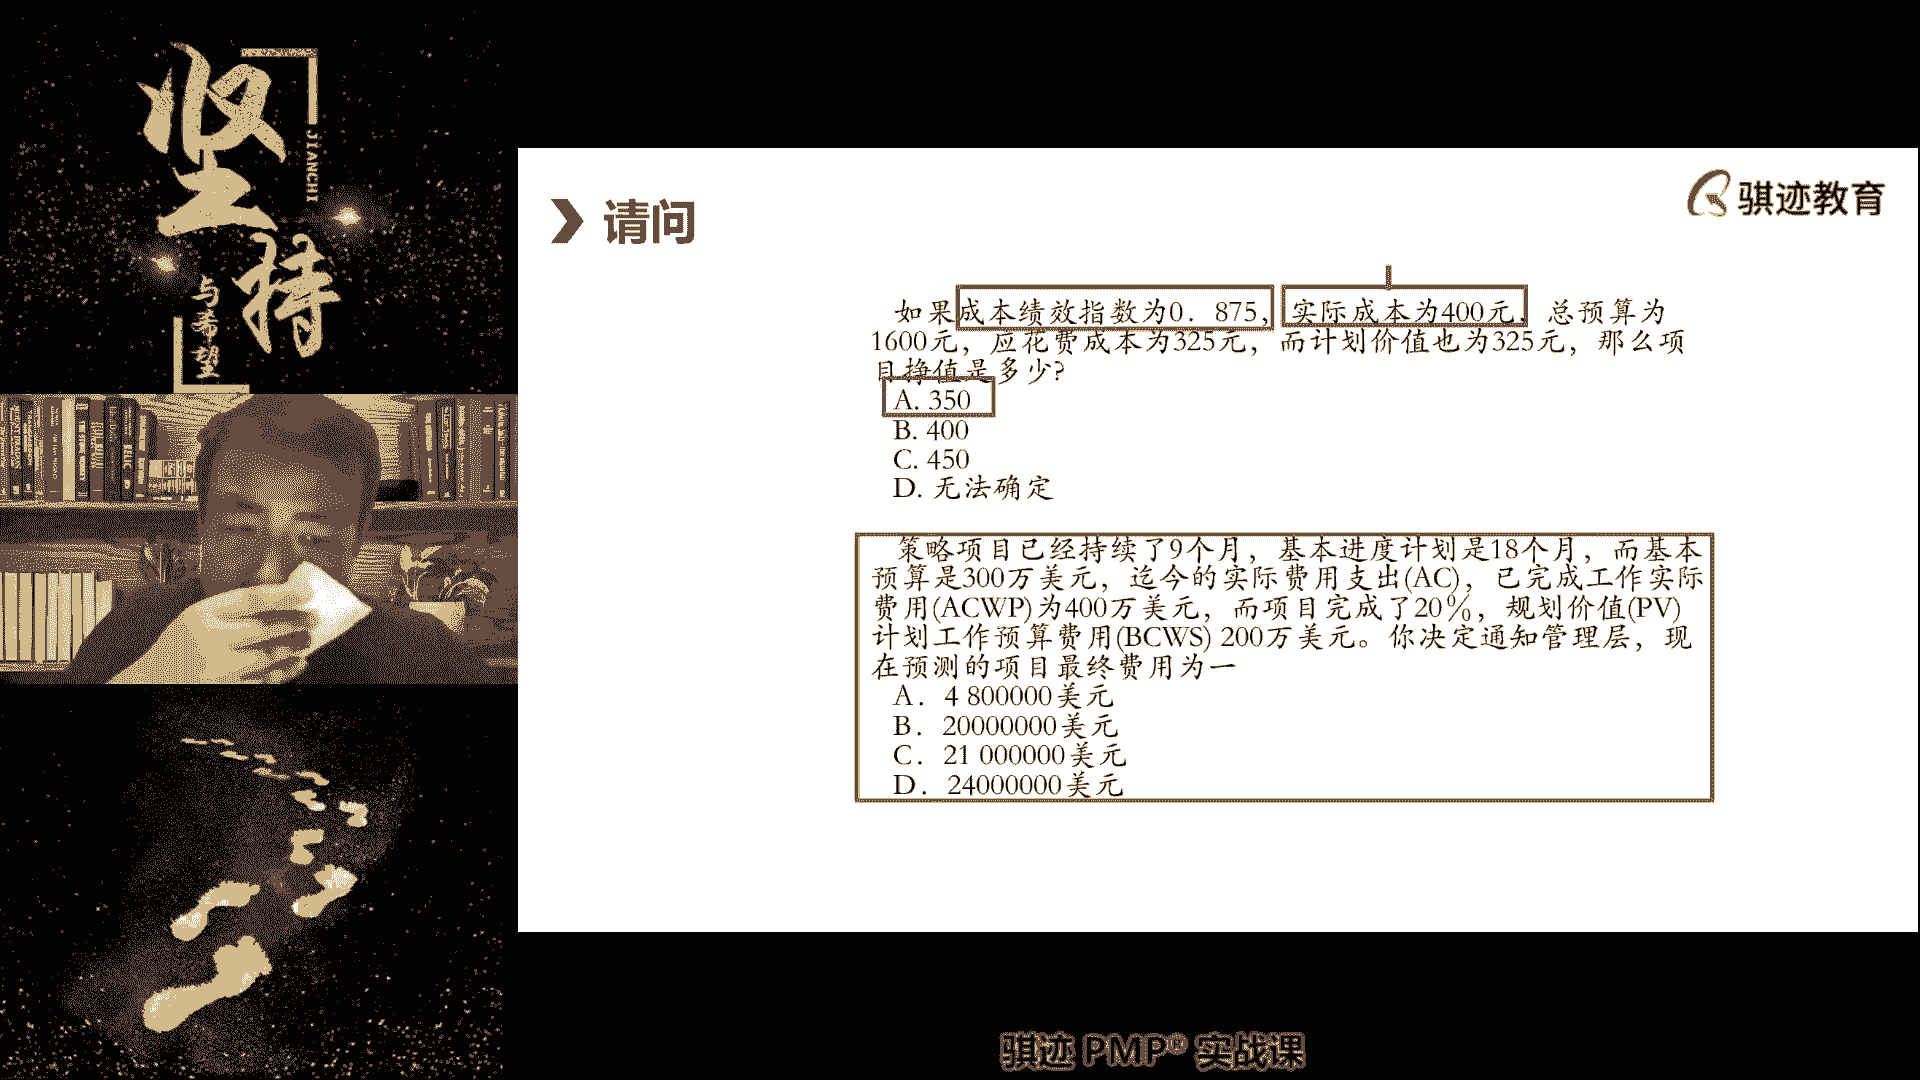 坚持
JIANCHI
与希望
骐迹教育
请问
如果成本绩效指数为0．875，实际成本为400元，总预算为
1600元，应花费成本为325元，而计划价值也为325元，那么项
目挣值是多少？
A. 350
B. 400
C. 450
D. 无法确定
策略项目已经持续了9个月，基本进度计划是18个月，而基本
预算是300万美元，迄今的实际费用支出(AC)，已完成工作实际
费用(ACWP)为400万美元，而项目完成了20％，规划价值(PV)
计划工作预算费用(BCWS) 200万美元。你决定通知管理层，现
在预测的项目最终费用为一
A．4 800000美元
B．20000000美元
C．21 000000美元
D．24000000美元
骐迹 PMP® 实战课